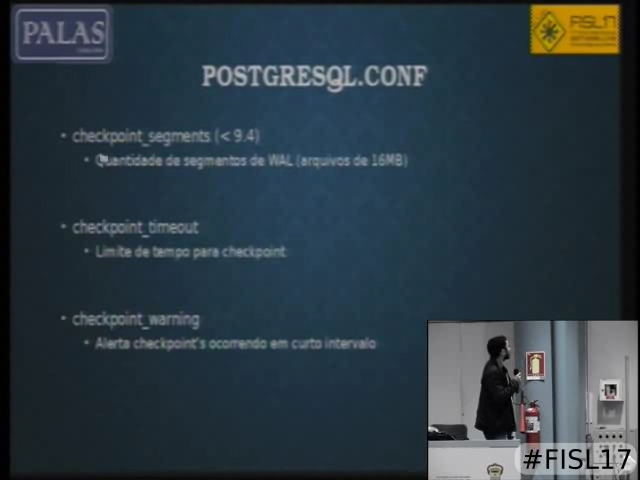 PALAS
FISL17
POSTGRESQL.CONF
• checkpoint_segments (< 9.4)
• Quantidade de segmentos de WAL (arquivos de 16MB)
• checkpoint_timeout
• Limite de tempo para checkpoint
• checkpoint_warning
• Alerta checkpoint's ocorrendo em curto intervalo
#FISL17